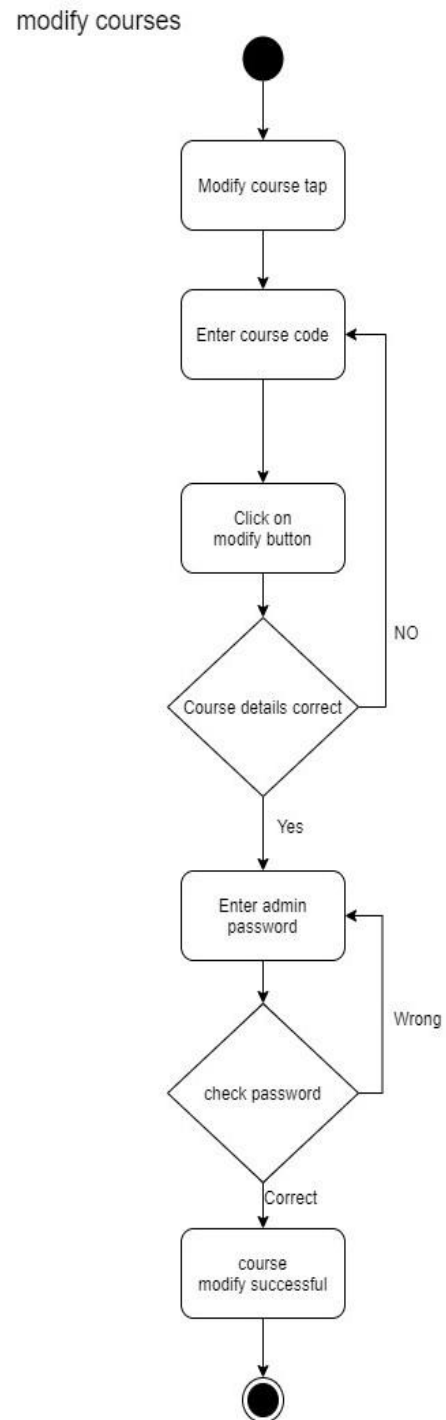 modify courses
Modify course tap
Enter course code
Click on
modify button
NO
Course details correct
Yes
Enter admin
password
Wrong
check password
Correct
course
modify successful